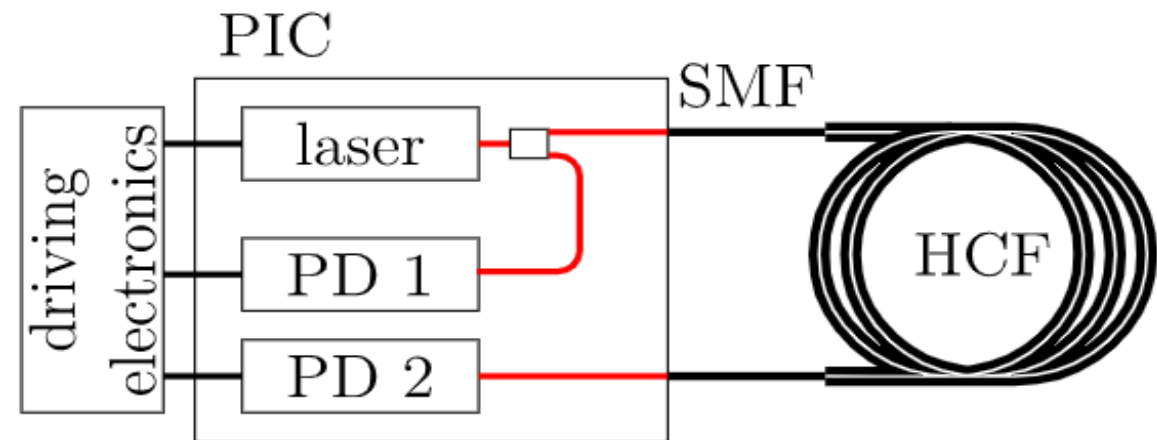 PIC
SMF
driving
electronics
laser
PD 1
PD 2
HCF